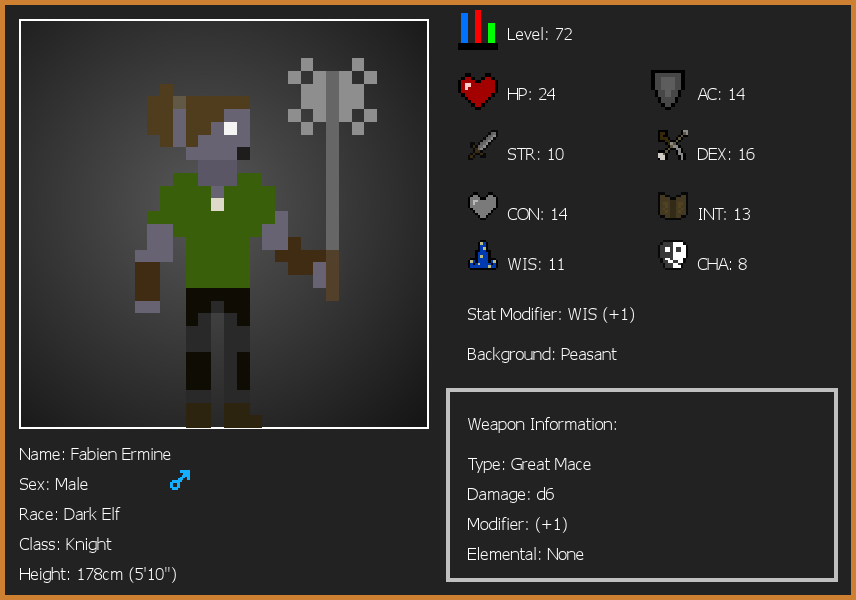 Level: 72
HP: 24
AC: 14
STR: 10
DEX: 16
CON: 14
INT: 13
WIS: 11
CHA: 8
Stat Modifier: WIS (+1)
Background: Peasant
Weapon Information:
Type: Great Mace
Damage: d6
Modifier: (+1)
Elemental: None
Name: Fabien Ermine
Sex: Male
Race: Dark Elf
Class: Knight
Height: 178cm (5'10")